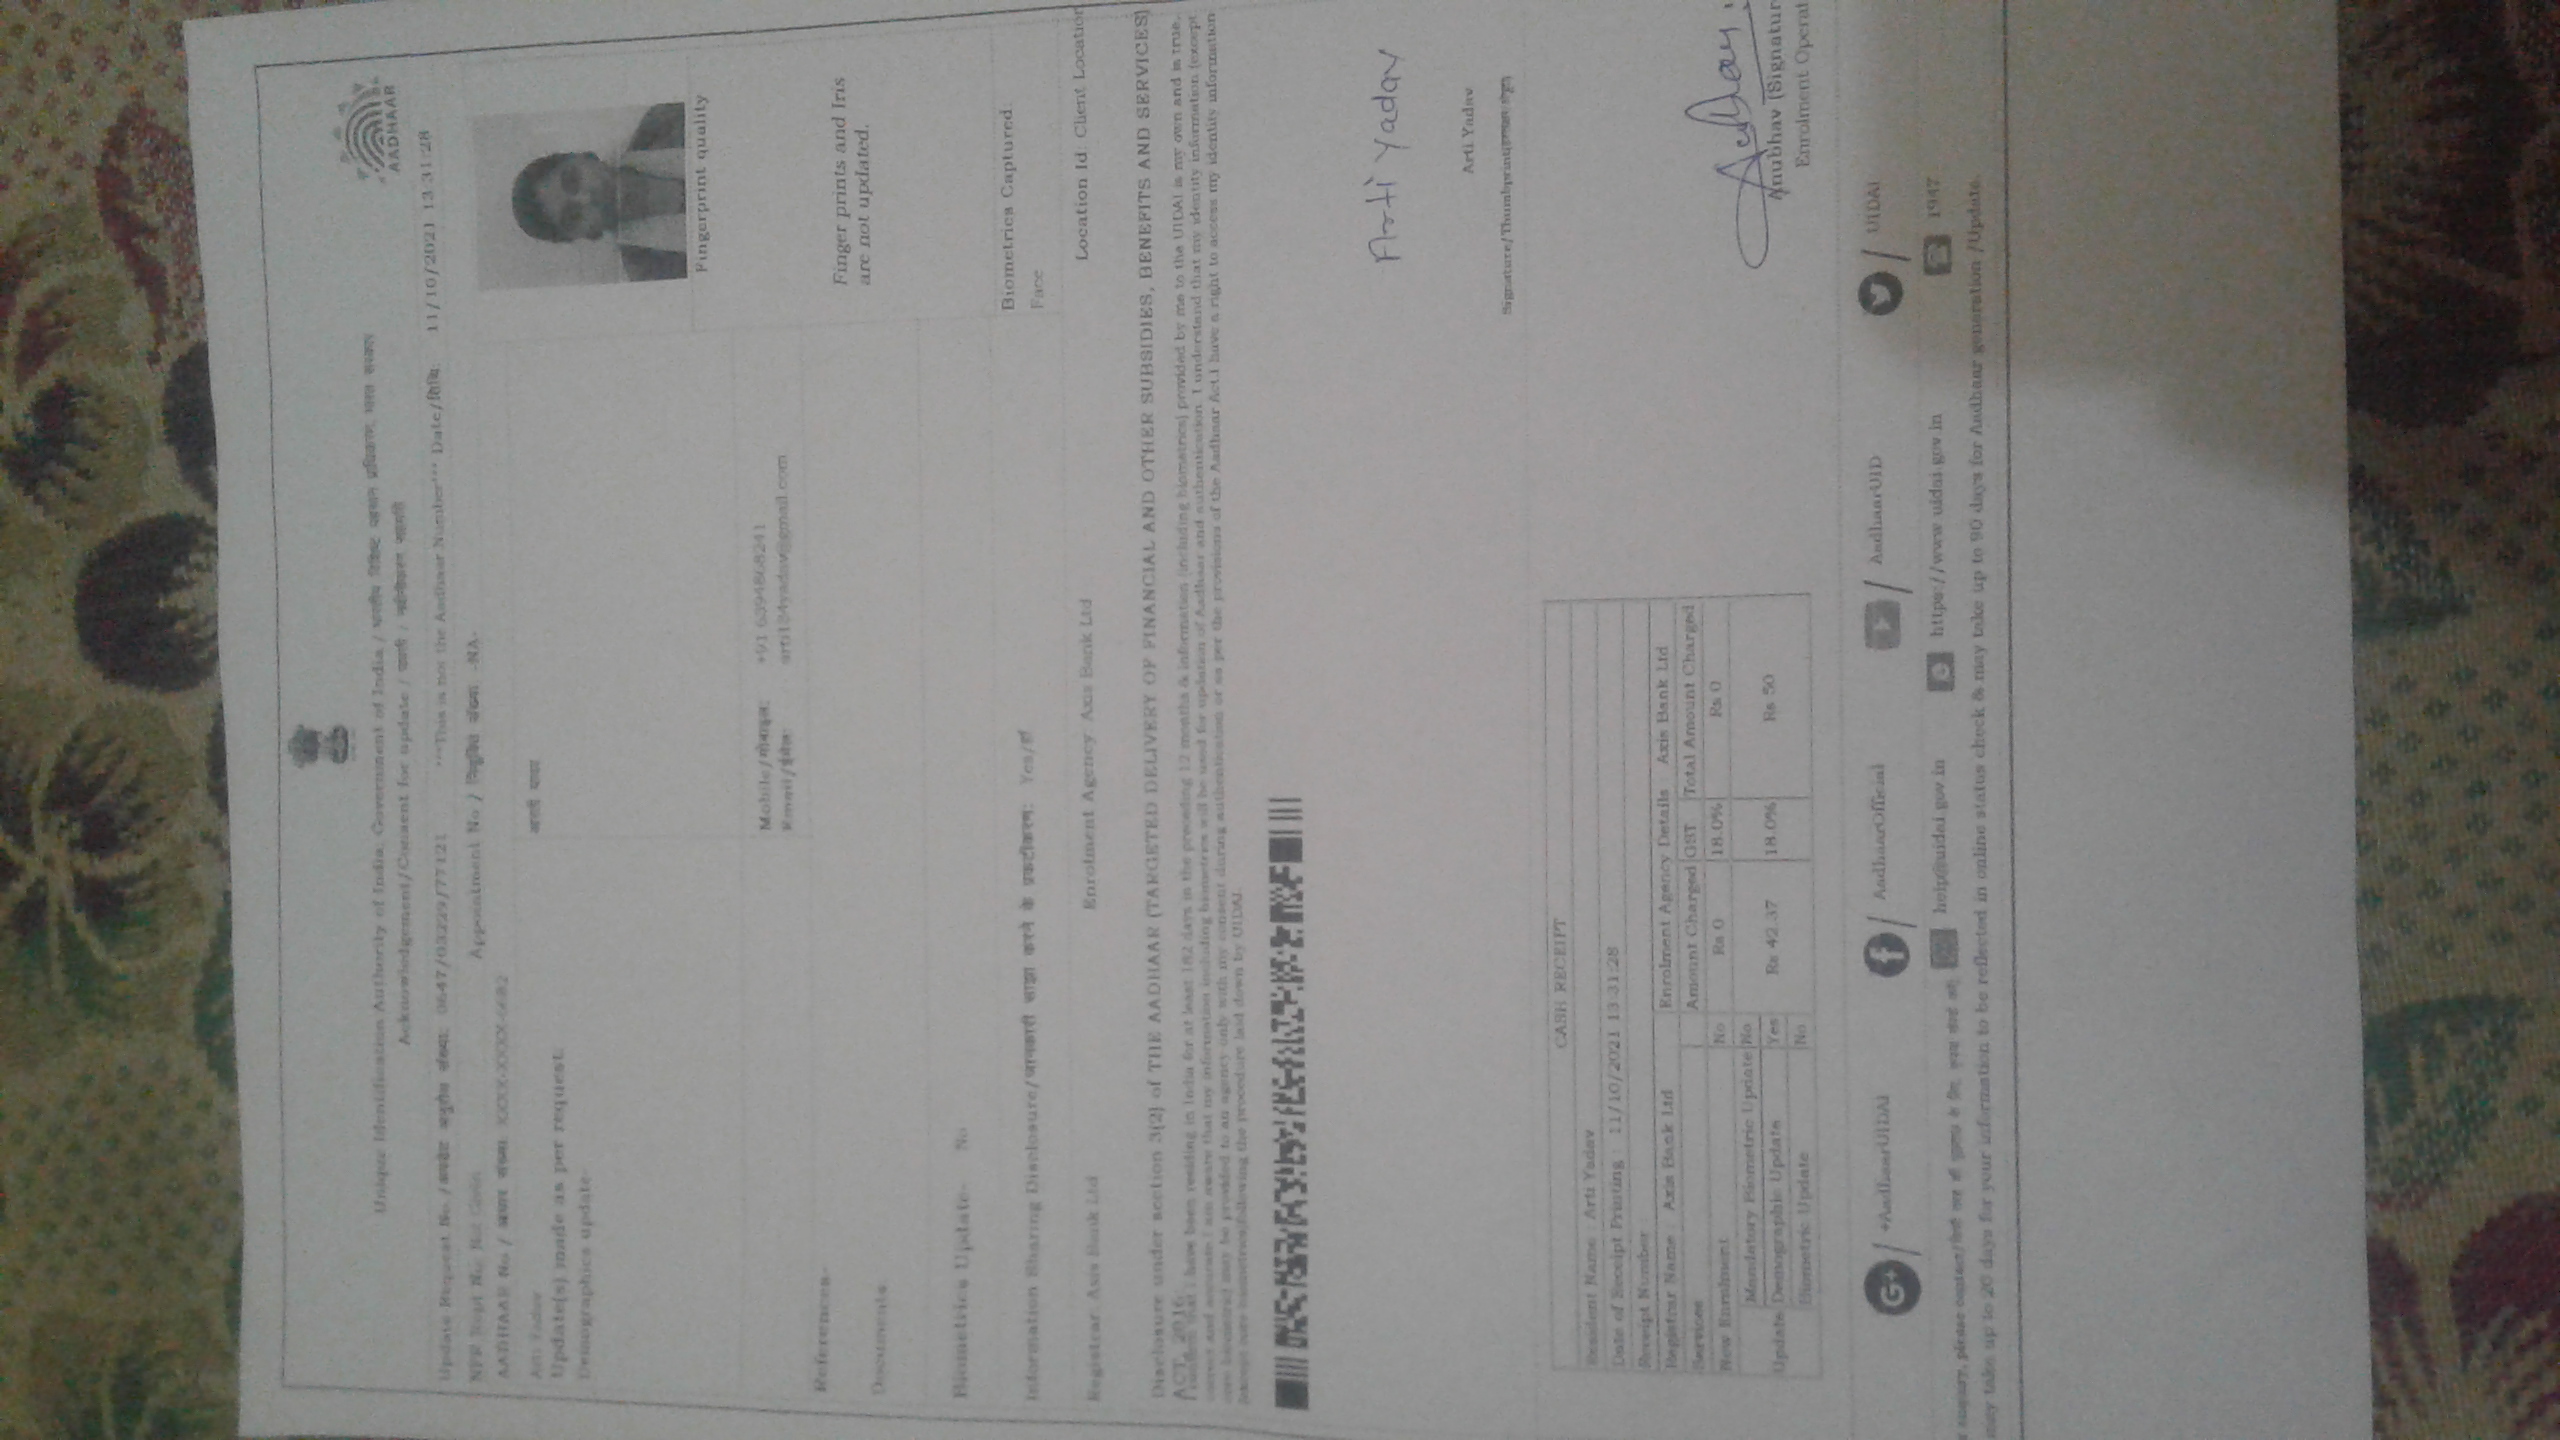 Unique Identification Authority of India, Government of India / भारतीय विशिष्ट पहचान प्राधिकरण, भारत सरकार
Acknowledgement/Consent for update /
AADHAAR
Update Request No./अपडेट अनुरोध संख्या: 0647/03229/77121 ***This is not the Aadhaar Number*** Date/तिथि: 11/10/2021 13:31:28
NPR Rcpt No: Not Given Appointment No / नियुक्ति संख्या: -NA-
AADHAAR No / आधार संख्या: XXXX-XXXX-6682
Arti Yadav आरती यादव
Update(s) made as per request.
Demographics update-
Fingerprint quality
Mobile/मोबाइल: +91 6394868241
Email/ईमेल: arti134yadav@gmail.com
References-
Finger prints and Iris
are not updated.
Documents
Biometrics Update- No
Biometrics Captured:
Face
Information Sharing Disclosure/जानकारी साझा करने के प्रकटीकरण: Yes/हां
Registrar: Axis Bank Ltd Enrolment Agency: Axis Bank Ltd Location Id: Client Location
Disclosure under section 3(2) of THE AADHAAR (TARGETED DELIVERY OF FINANCIAL AND OTHER SUBSIDIES, BENEFITS AND SERVICES)
ACT, 2016
I confirm that I have been residing in India for at least 182 days in the preceding 12 months & information (including biometrics) provided by me to the UIDAI is my own and is true,
correct and accurate.I am aware that my information including biometrics will be used for updation of Aadhaar and authentication. I understand that my identity information (except
core biometric) may be provided to an agency only with my consent during authentication or as per the provisions of the Aadhaar Act.I have a right to access my identity information
(except core biometrics)following the procedure laid down by UIDAI.
Arti Yadav
Arti Yadav
Signature/Thumbprint
CASH RECEIPT
Resident Name : Arti Yadav
Date of Receipt Printing : 11/10/2021 13:31:28
Receipt Number :
Registrar Name : Axis Bank Ltd Enrolment Agency Details : Axis Bank Ltd
Services Amount Charged GST Total Amount Charged
New Enrolment No Rs 0 18.0% Rs 0
Mandatory Biometric Update No
Update Demographic Update Yes Rs 42.37 18.0% Rs 50
Biometric Update No
Anubhav (Signatur
Enrolment Operat
G+ / +AadhaarUIDAI f / AadhaarOfficial / AadhaarUID / UIDAI
enquiry, please contact/ help@uidai.gov.in https://www.uidai.gov.in 1947
may take up to 20 days for your information to be reflected in online status check & may take up to 90 days for Aadhaar generation /Update.